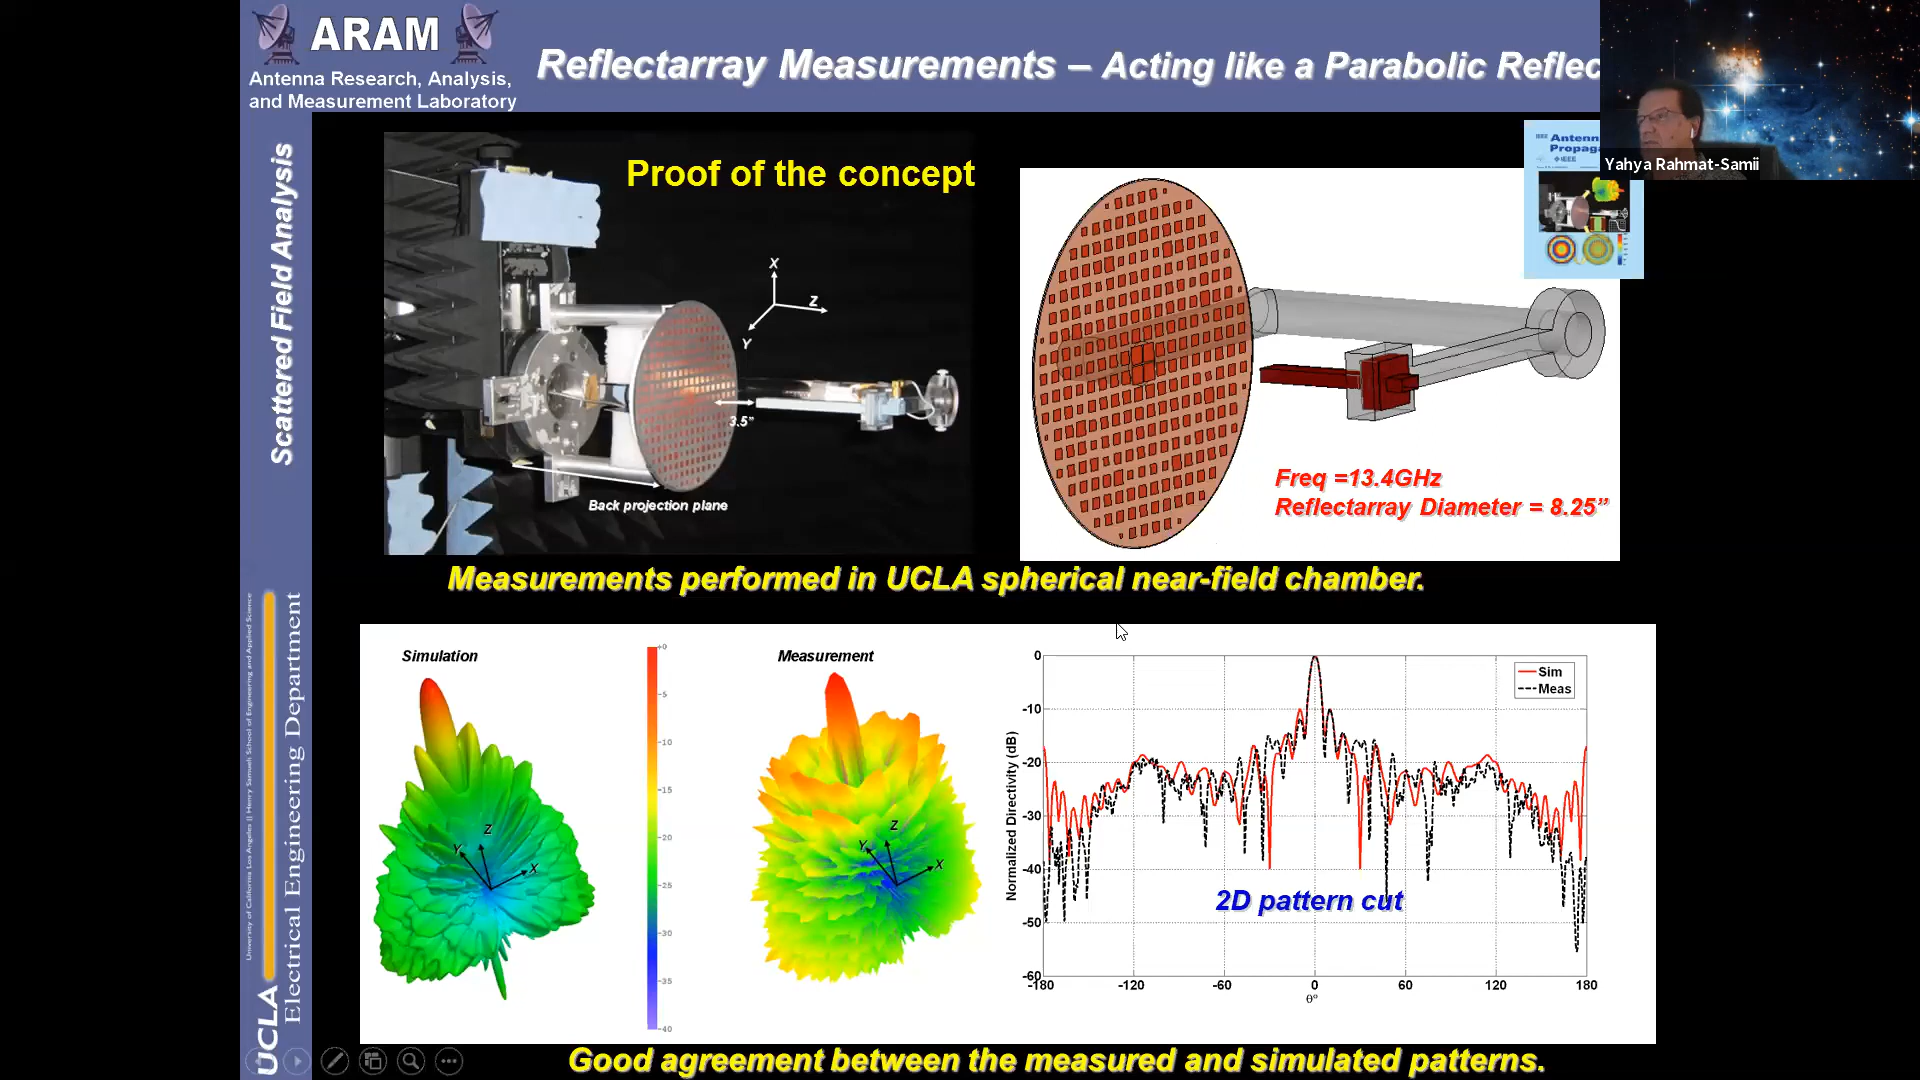 ARAM
Antenna Research, Analysis,
and Measurement Laboratory
Reflectarray Measurements – Acting like a Parabolic Reflec
Yahya Rahmat-Samii
IEEE
Antenn
Propaga
IEEE
Scattered Field Analysis
Proof of the concept
X
Z
Y
3.5”
Back projection plane
Freq =13.4GHz
Reflectarray Diameter = 8.25”
Measurements performed in UCLA spherical near-field chamber.
UCLA
University of California Los Angeles || Henry Samueli School of Engineering and Applied Science
Electrical Engineering Department
Simulation
Z
Y
X
+0
-5
-10
-15
-20
-25
-30
-35
-40
Measurement
Z
Y
X
Normalized Directivity (dB)
0
-10
-20
-30
-40
-50
-60
-180
-120
-60
0
60
120
180
θ°
Sim
Meas
2D pattern cut
Good agreement between the measured and simulated patterns.